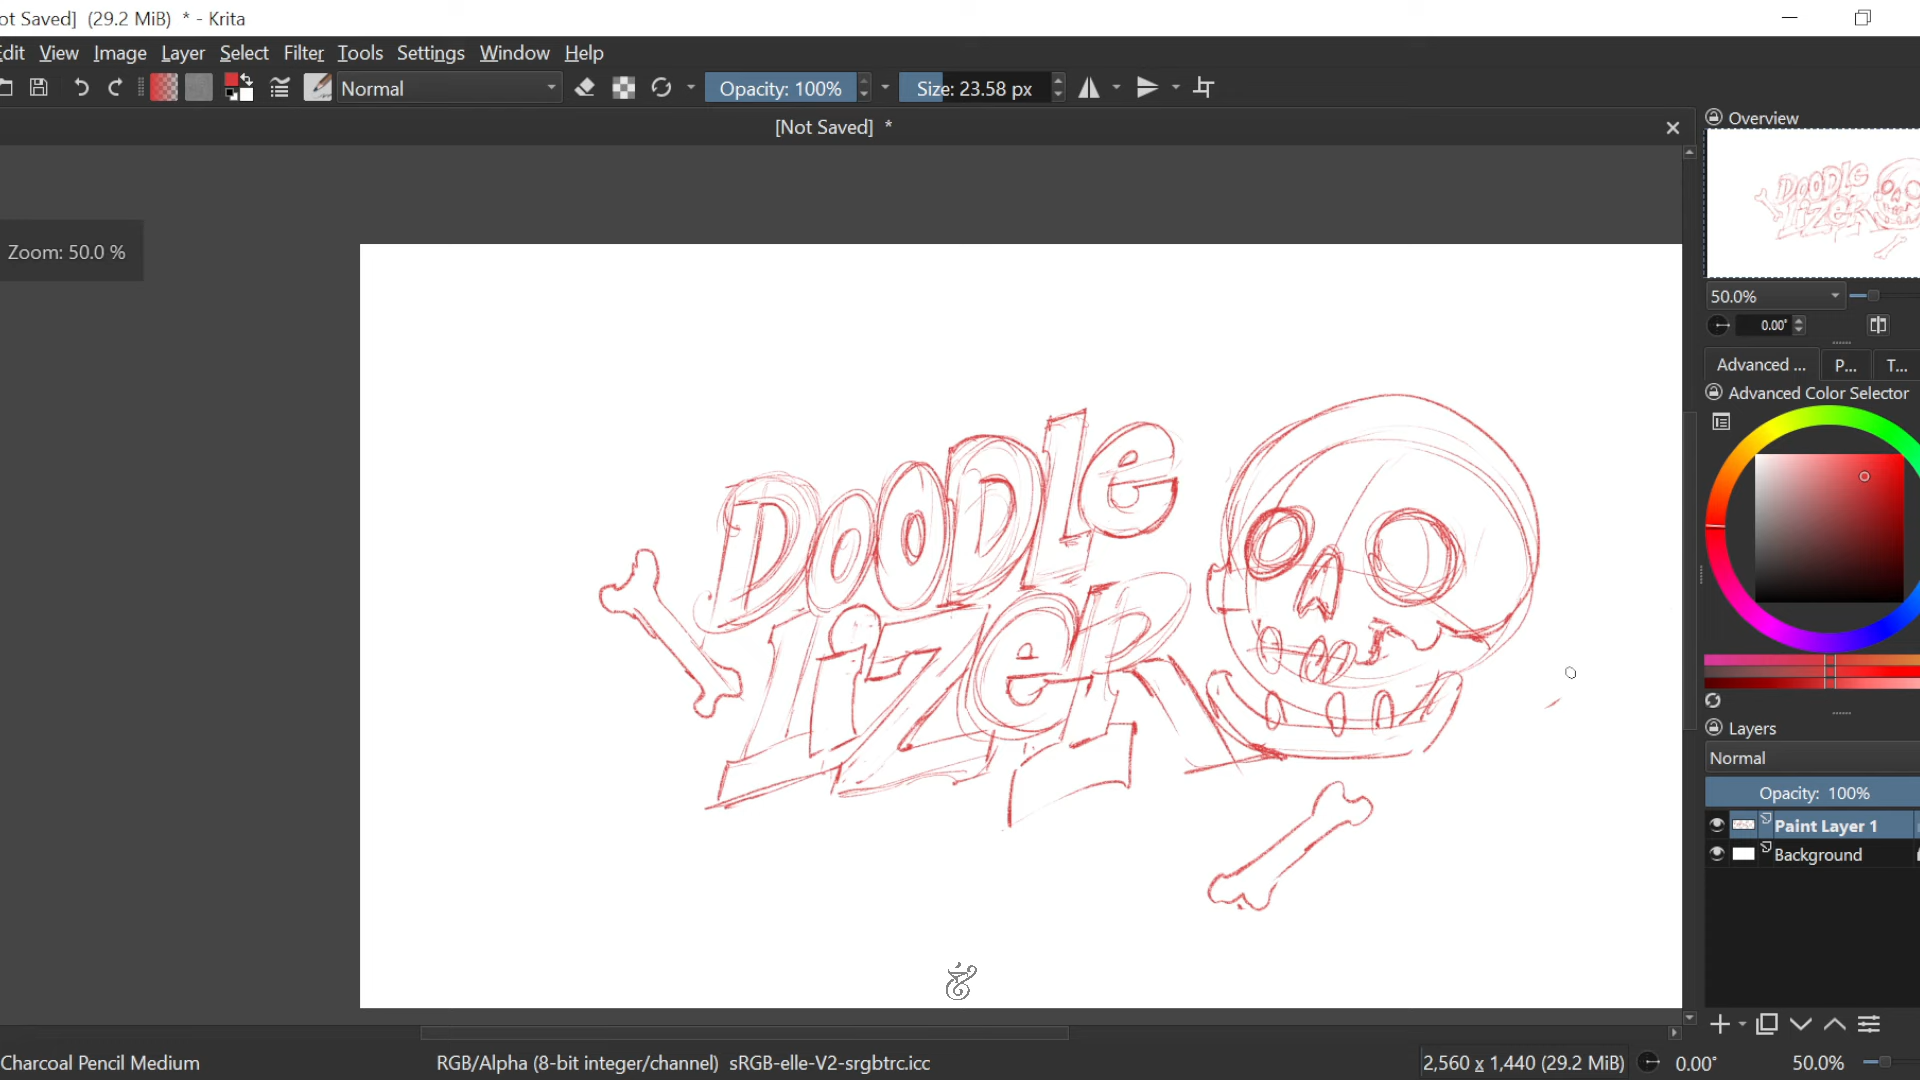 ot Saved] (29.2 MiB) * - Krita
dit View Image Layer Select Filter Tools Settings Window Help
Normal Opacity: 100% Size: 23.58 px
[Not Saved] *
Overview
Zoom: 50.0 %
50.0%
0.00°
Advanced ... P... T...
Advanced Color Selector
DooDle
lizeR
Layers
Normal
Opacity: 100%
Paint Layer 1
Background
Charcoal Pencil Medium RGB/Alpha (8-bit integer/channel) sRGB-elle-V2-srgbtrc.icc 2,560 x 1,440 (29.2 MiB) 0.00° 50.0%